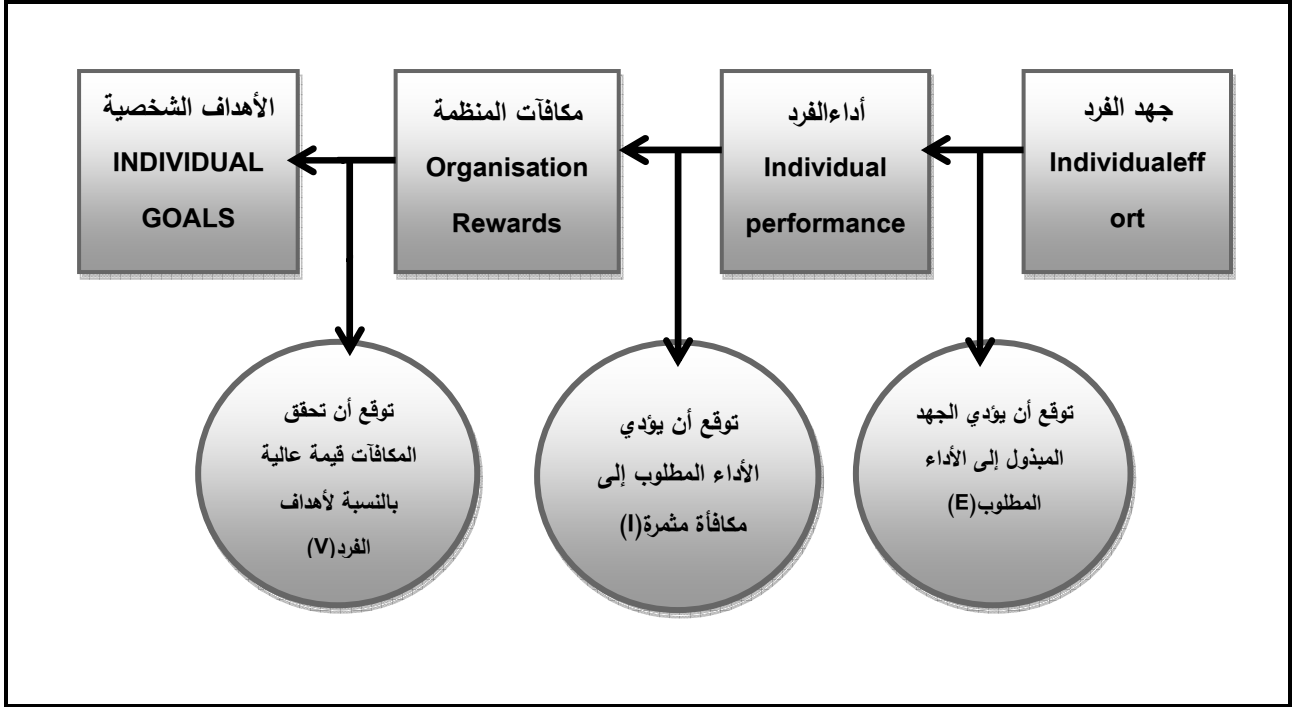 جهد الفرد
Individualeff
ort
أداءالفرد
Individual
performance
مكافآت المنظمة
Organisation
Rewards
الأهداف الشخصية
INDIVIDUAL
GOALS
توقع أن يؤدي الجهد
المبذول إلى الأداء
المطلوب(E)
توقع أن يؤدي
الأداء المطلوب إلى
مكافأة مثمرة(I)
توقع أن تحقق
المكافآت قيمة عالية
بالنسبة لأهداف
الفرد(V)